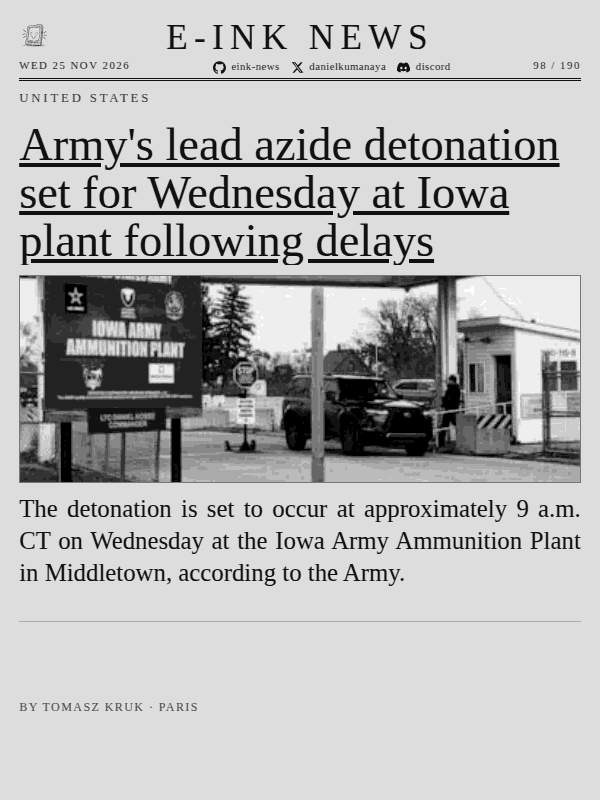 E-INK NEWS
WED 25 NOV 2026
eink-news
danielkumanaya
discord
98 / 190
UNITED STATES
Army's lead azide detonation
set for Wednesday at Iowa
plant following delays
IOWA ARMY
AMMUNITION PLANT
LTC DANIEL
COMMANDER
STOP
The detonation is set to occur at approximately 9 a.m.
CT on Wednesday at the Iowa Army Ammunition Plant
in Middletown, according to the Army.
BY TOMASZ KRUK · PARIS